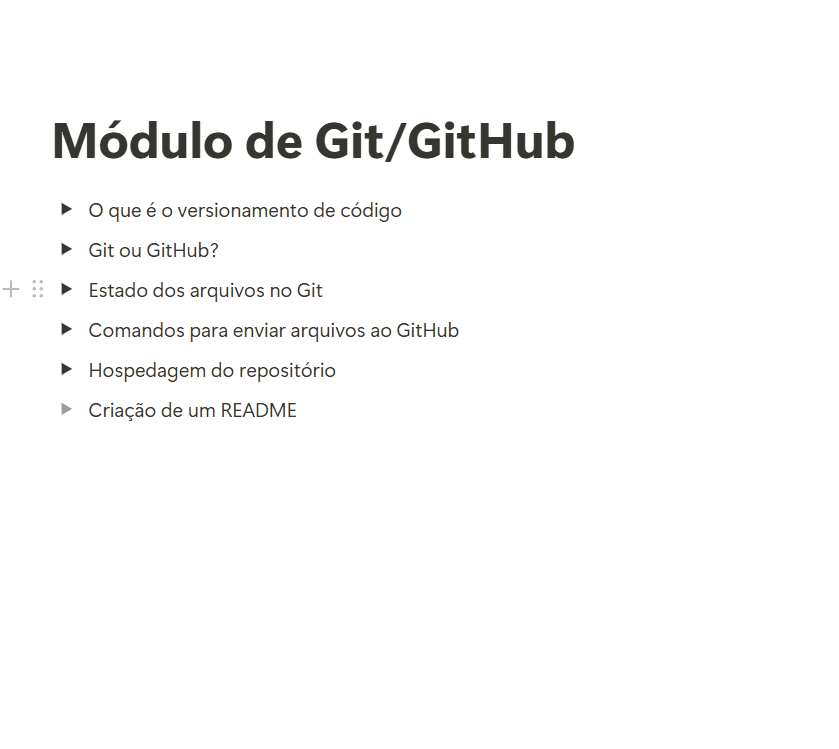 Módulo de Git/GitHub
O que é o versionamento de código
Git ou GitHub?
Estado dos arquivos no Git
Comandos para enviar arquivos ao GitHub
Hospedagem do repositório
Criação de um README